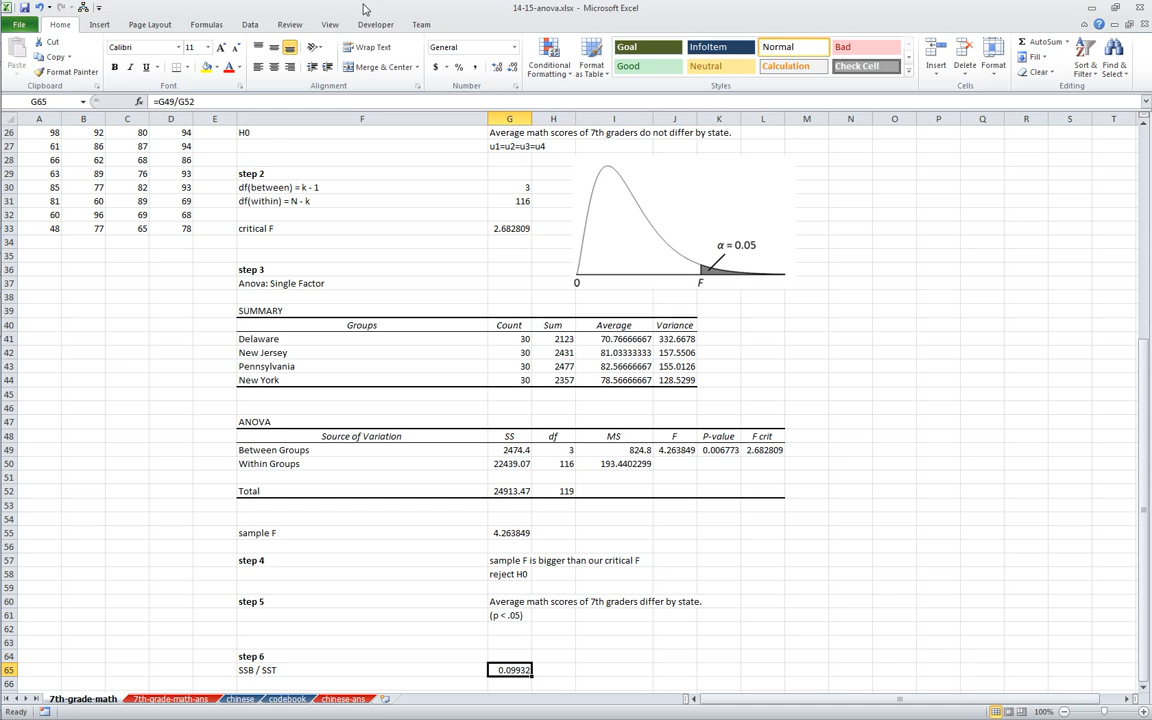 14-15-anova.xlsx - Microsoft Excel
File Home Insert Page Layout Formulas Data Review View Developer Team
Cut Calibri 11 Wrap Text General Goal InfoItem Normal Bad AutoSum
Copy Fill
Paste Format Painter B I U Merge & Center $ % , Conditional Formatting Format as Table Good Neutral Calculation Check Cell Insert Delete Format Clear Sort & Filter Find & Select
Clipboard Font Alignment Number Styles Cells Editing
G65 fx =G49/G52
A B C D E F G H I J K L M N O P Q R S T
26 98 92 80 94 H0 Average math scores of 7th graders do not differ by state.
27 61 86 87 94 u1=u2=u3=u4
28 66 62 68 86
29 63 89 76 93 step 2
30 85 77 82 93 df(between) = k - 1 3
31 81 60 89 69 df(within) = N - k 116
32 60 96 69 68
33 48 77 65 78 critical F 2.682809
α = 0.05
0 F
34
35
36 step 3
37 Anova: Single Factor
38
39 SUMMARY
40 Groups Count Sum Average Variance
41 Delaware 30 2123 70.76666667 332.6678
42 New Jersey 30 2431 81.03333333 157.5506
43 Pennsylvania 30 2477 82.56666667 155.0126
44 New York 30 2357 78.56666667 128.5299
45
46
47 ANOVA
48 Source of Variation SS df MS F P-value F crit
49 Between Groups 2474.4 3 824.8 4.263849 0.006773 2.682809
50 Within Groups 22439.07 116 193.4402299
51
52 Total 24913.47 119
53
54
55 sample F 4.263849
56
57 step 4 sample F is bigger than our critical F
58 reject H0
59
60 step 5 Average math scores of 7th graders differ by state.
61 (p < .05)
62
63
64 step 6
65 SSB / SST 0.09932
66
7th-grade-math 7th-grade-math-ans chinese codebook chinese-ans
Ready 100%